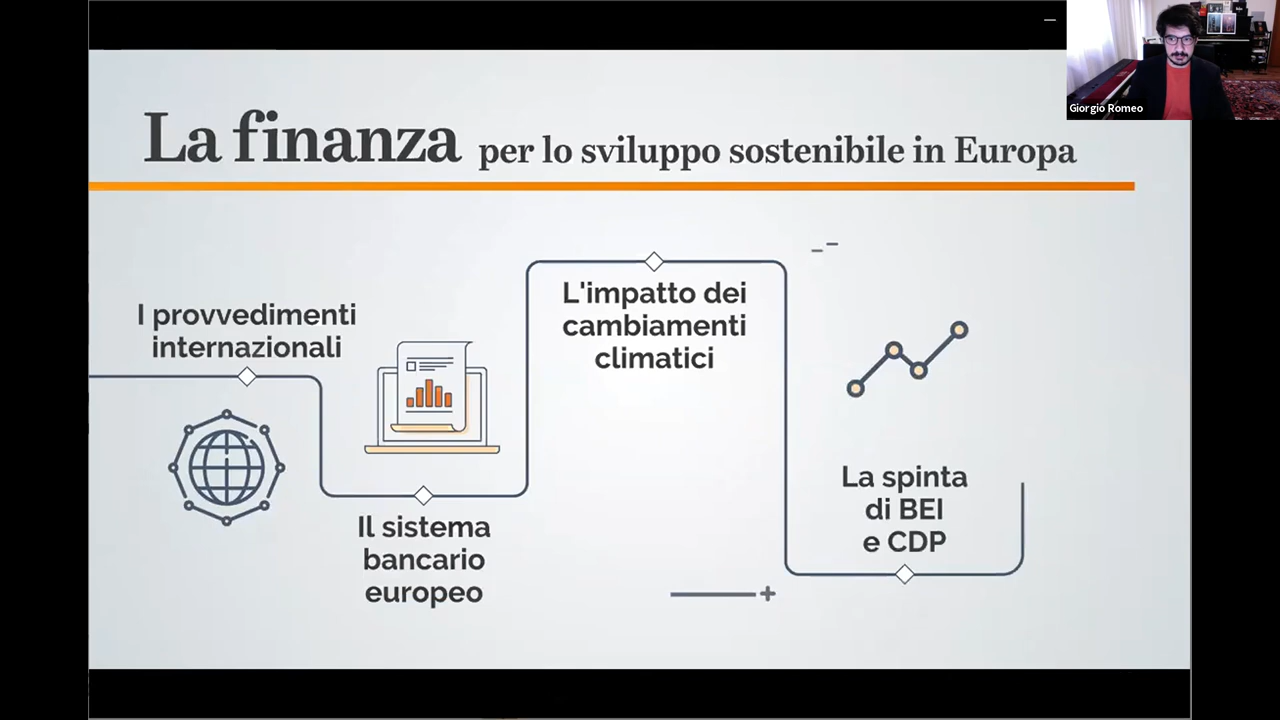 La finanza per lo sviluppo sostenibile in Europa
Giorgio Romeo
I provvedimenti
internazionali
Il sistema
bancario
europeo
L'impatto dei
cambiamenti
climatici
La spinta
di BEI
e CDP